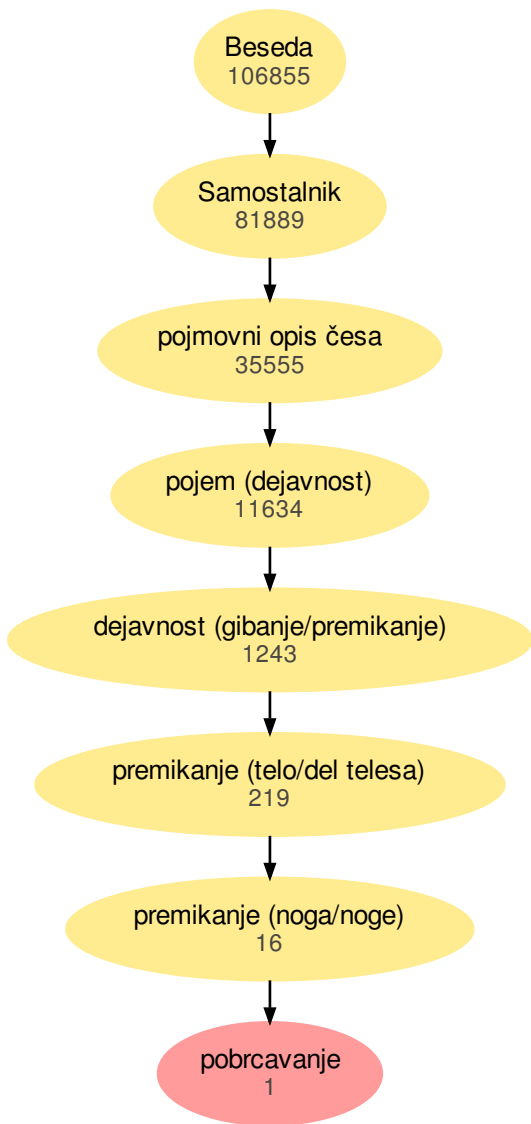 Beseda
106855
Samostalnik
81889
pojmovni opis česa
35555
pojem (dejavnost)
11634
dejavnost (gibanje/premikanje)
1243
premikanje (telo/del telesa)
219
premikanje (noga/noge)
16
pobrcavanje
1